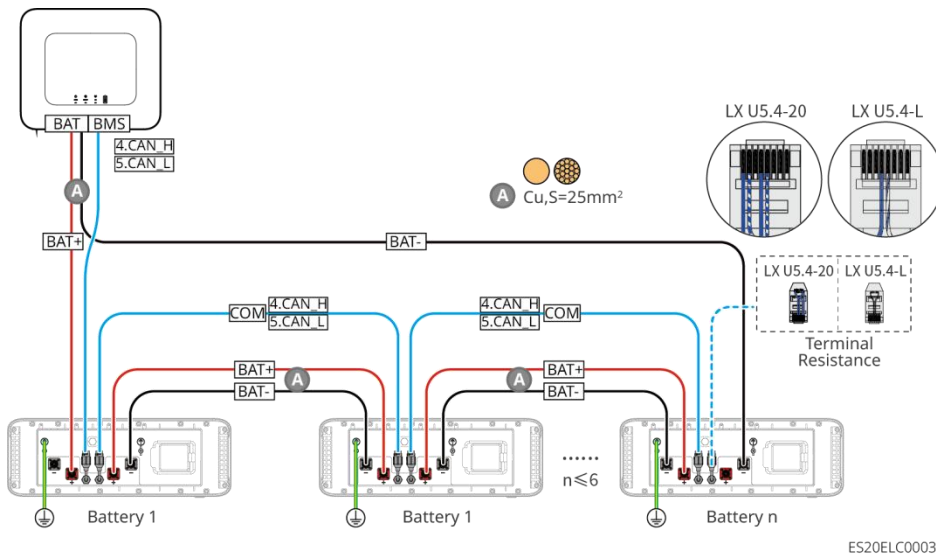 BAT BMS
4.CAN_H
5.CAN_L
A
BAT+
BAT-
A Cu,S=25mm²
LX U5.4-20 LX U5.4-L
LX U5.4-20 LX U5.4-L
Terminal
Resistance
COM 4.CAN_H
5.CAN_L
4.CAN_H COM
5.CAN_L
BAT+ A
BAT-
A BAT+
BAT-
......
n≤6
Battery 1
Battery 1
Battery n
ES20ELC0003